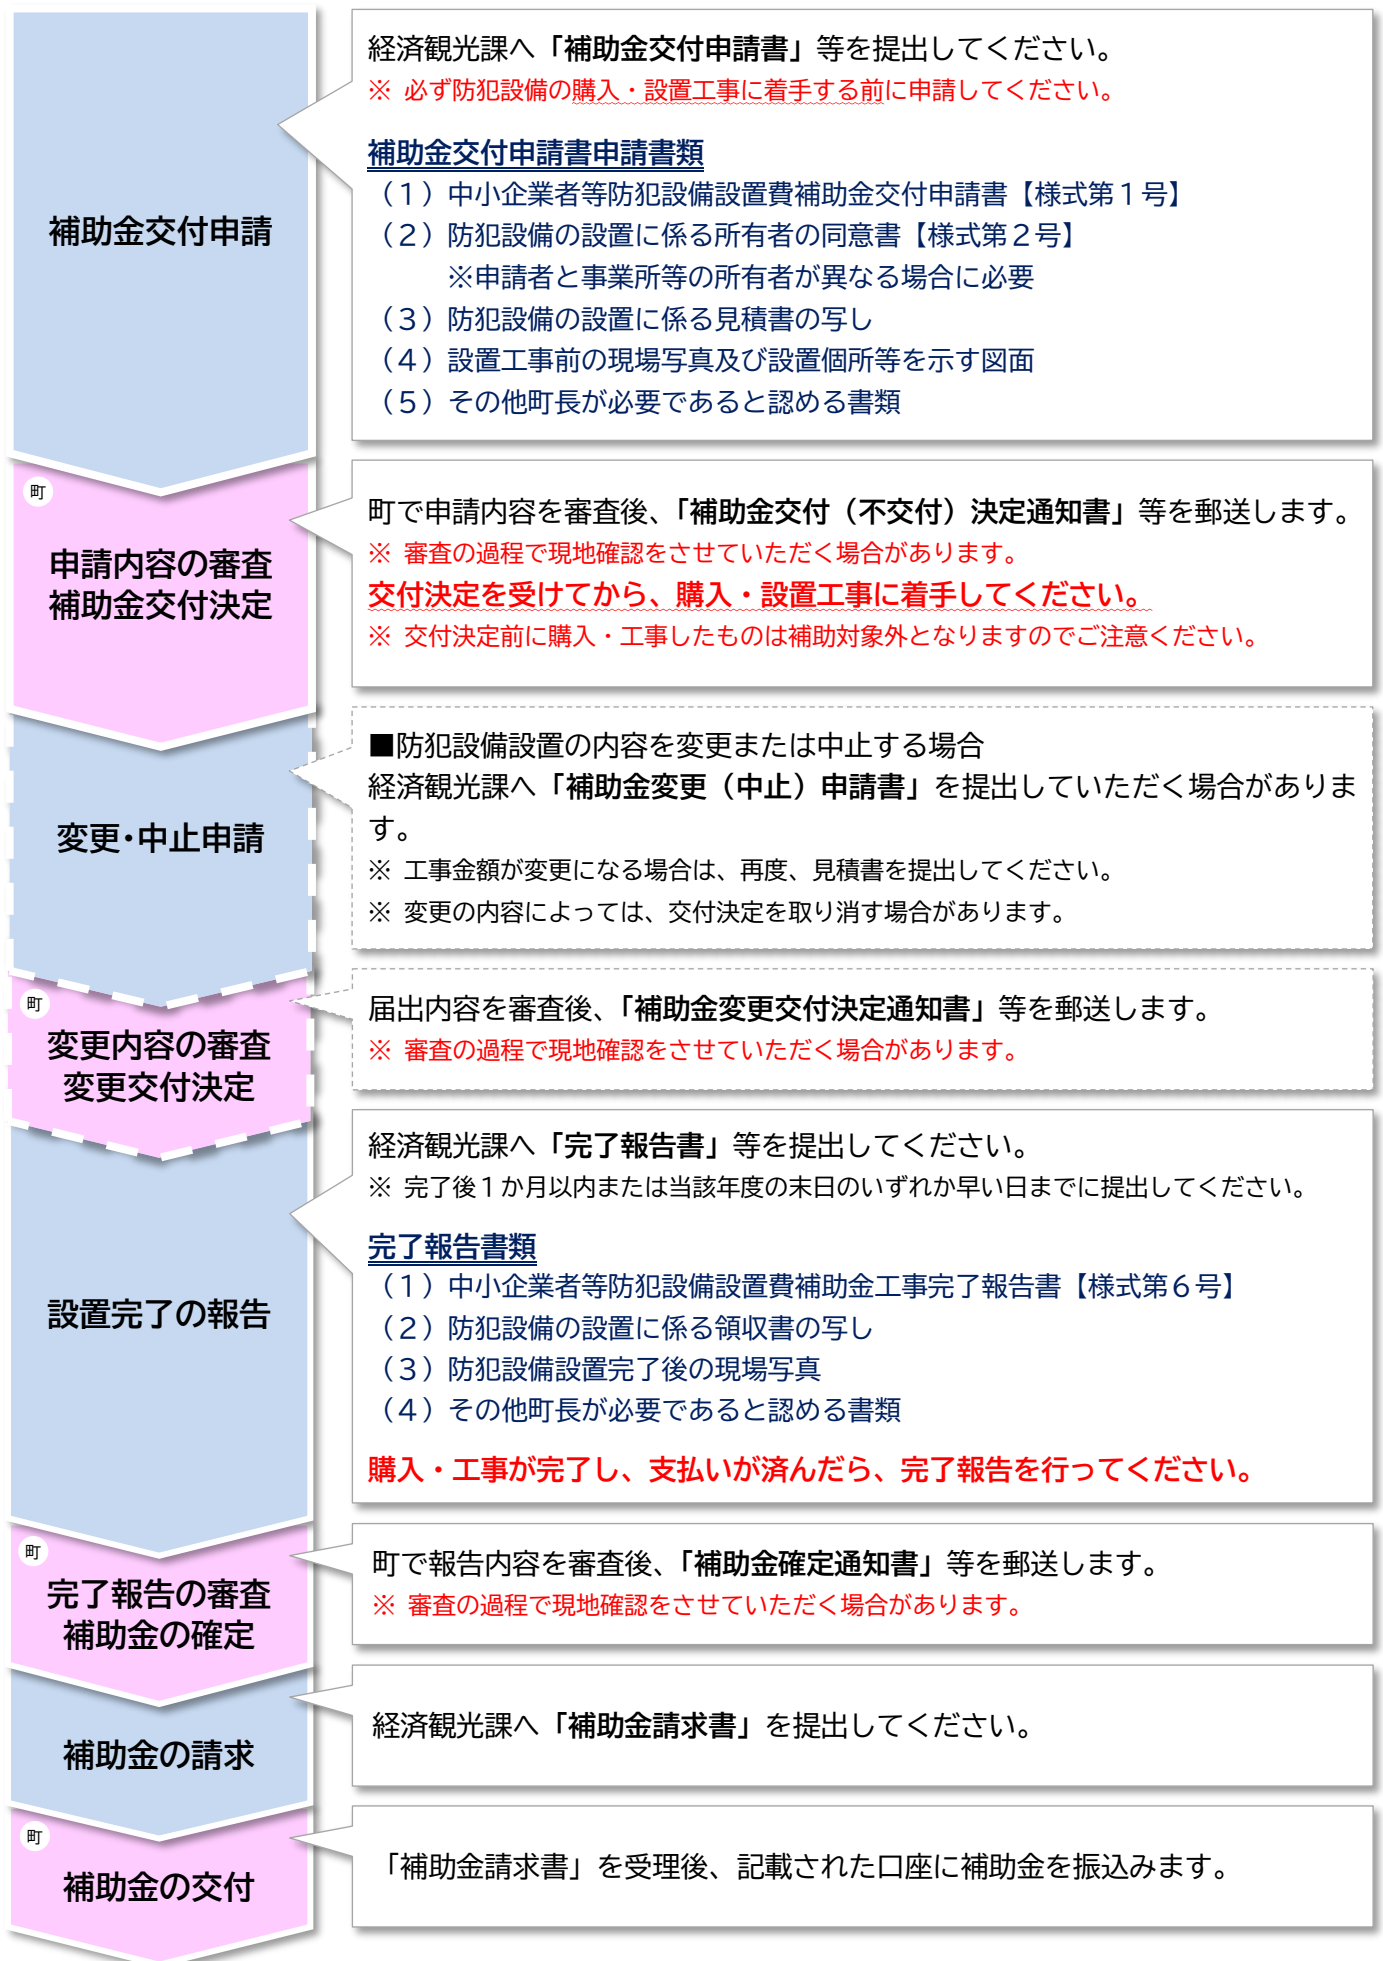 補助金交付申請
経済観光課へ「補助金交付申請書」等を提出してください。
※ 必ず防犯設備の購入・設置工事に着手する前に申請してください。
補助金交付申請書申請書類
（１）中小企業者等防犯設備設置費補助金交付申請書【様式第１号】
（２）防犯設備の設置に係る所有者の同意書【様式第２号】
※申請者と事業所等の所有者が異なる場合に必要
（３）防犯設備の設置に係る見積書の写し
（４）設置工事前の現場写真及び設置個所等を示す図面
（５）その他町長が必要であると認める書類
町
申請内容の審査
補助金交付決定
町で申請内容を審査後、「補助金交付（不交付）決定通知書」等を郵送します。
※ 審査の過程で現地確認をさせていただく場合があります。
交付決定を受けてから、購入・設置工事に着手してください。
※ 交付決定前に購入・工事したものは補助対象外となりますのでご注意ください。
変更・中止申請
■防犯設備設置の内容を変更または中止する場合
経済観光課へ「補助金変更（中止）申請書」を提出していただく場合がありま
す。
※ 工事金額が変更になる場合は、再度、見積書を提出してください。
※ 変更の内容によっては、交付決定を取り消す場合があります。
町
変更内容の審査
変更交付決定
届出内容を審査後、「補助金変更交付決定通知書」等を郵送します。
※ 審査の過程で現地確認をさせていただく場合があります。
設置完了の報告
経済観光課へ「完了報告書」等を提出してください。
※ 完了後１か月以内または当該年度の末日のいずれか早い日までに提出してください。
完了報告書類
（１）中小企業者等防犯設備設置費補助金工事完了報告書【様式第６号】
（２）防犯設備の設置に係る領収書の写し
（３）防犯設備設置完了後の現場写真
（４）その他町長が必要であると認める書類
購入・工事が完了し、支払いが済んだら、完了報告を行ってください。
町
完了報告の審査
補助金の確定
町で報告内容を審査後、「補助金確定通知書」等を郵送します。
※ 審査の過程で現地確認をさせていただく場合があります。
補助金の請求
経済観光課へ「補助金請求書」を提出してください。
町
補助金の交付
「補助金請求書」を受理後、記載された口座に補助金を振込みます。